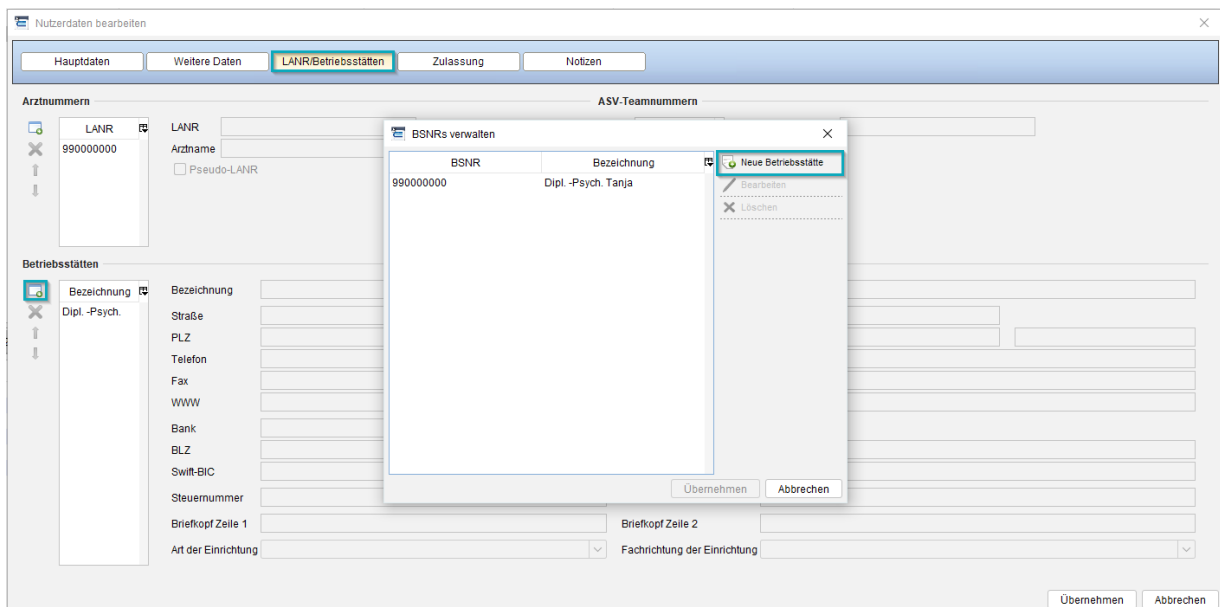 Nutzerdaten bearbeiten
Hauptdaten Weitere Daten LANR/Betriebsstätten Zulassung Notizen
Arztnummern ASV-Teamnummern
LANR
990000000
LANR
Arztname
Pseudo-LANR
BSNRs verwalten
BSNR Bezeichnung
990000000 Dipl. -Psych. Tanja
Neue Betriebsstätte
Bearbeiten
Löschen
Übernehmen Abbrechen
Betriebsstätten
Bezeichnung
Dipl. -Psych.
Bezeichnung
Straße
PLZ
Telefon
Fax
WWW
Bank
BLZ
Swift-BIC
Steuernummer
Briefkopf Zeile 1 Briefkopf Zeile 2
Art der Einrichtung Fachrichtung der Einrichtung
Übernehmen Abbrechen